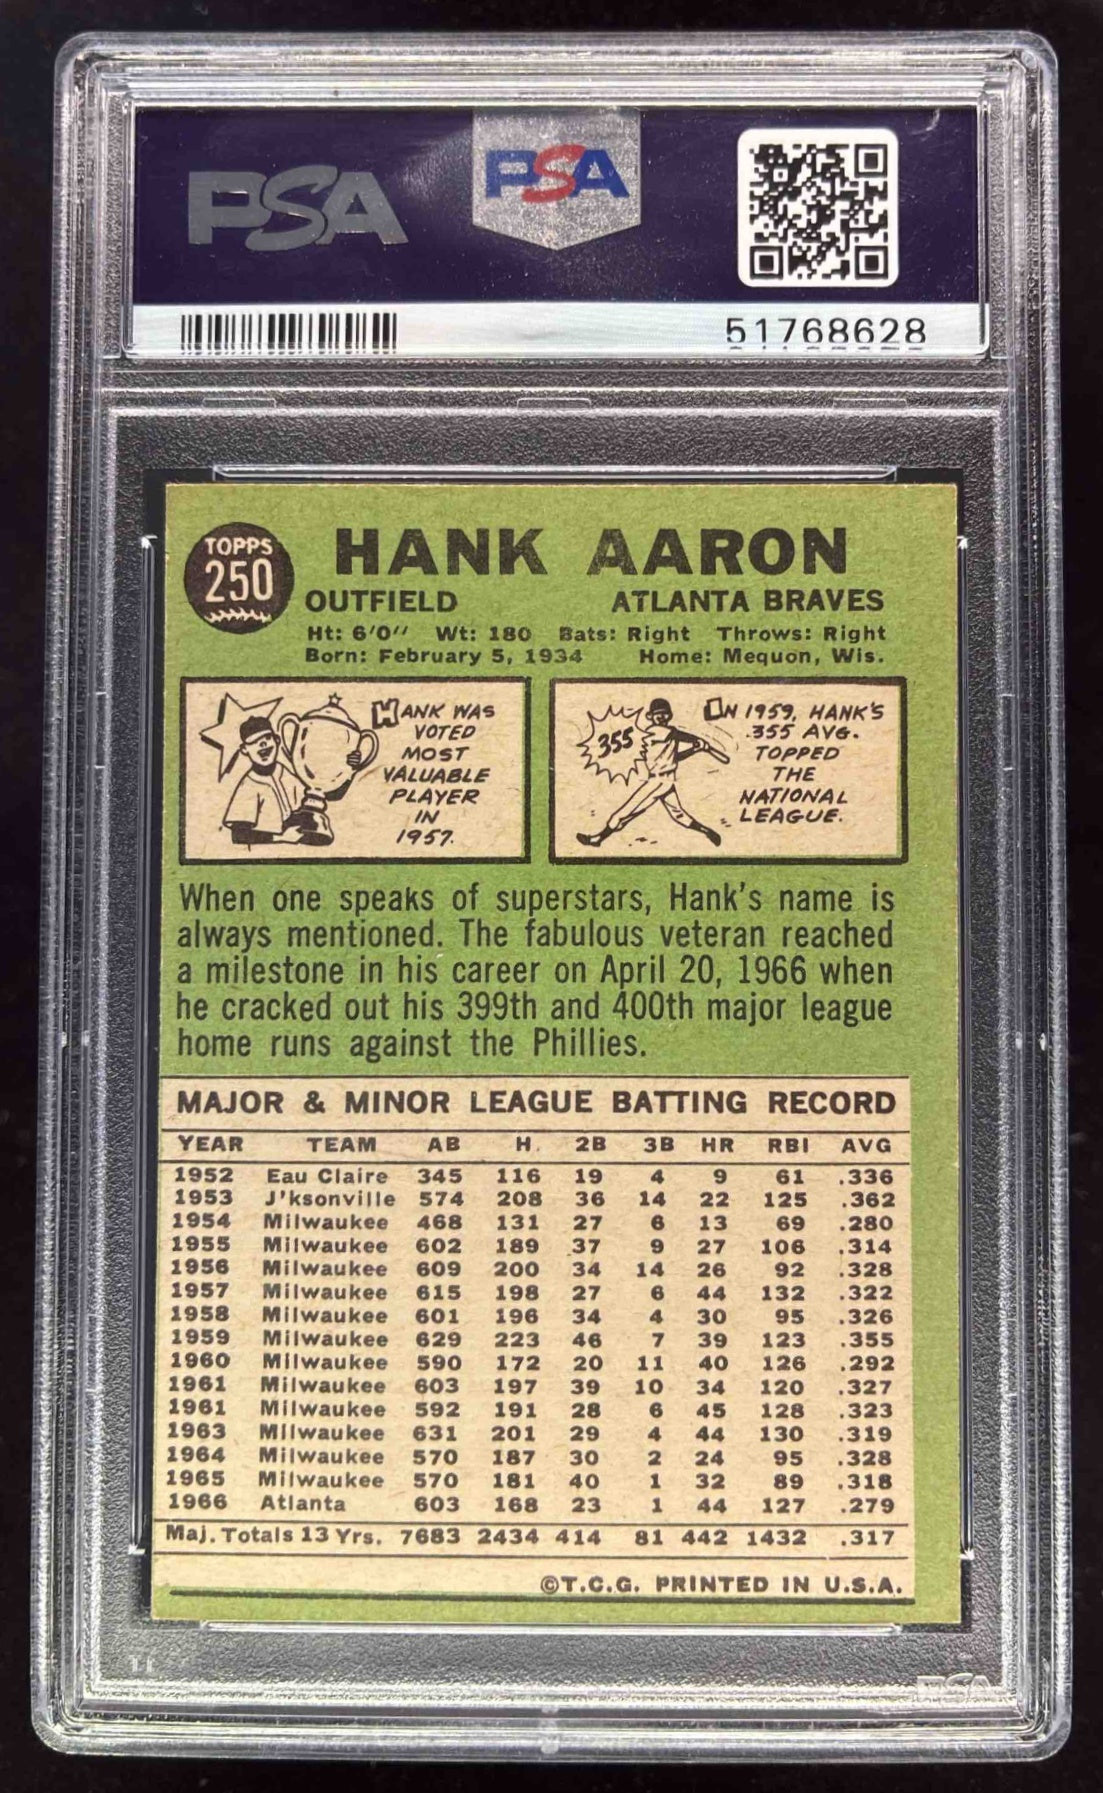 PSA
PSA
51768628
TOPPS
250
HANK AARON
OUTFIELD ATLANTA BRAVES
Ht: 6'0" Wt: 180 Bats: Right Throws: Right
Born: February 5, 1934 Home: Mequon, Wis.
HANK WAS
VOTED
MOST
VALUABLE
PLAYER
IN
1957.
355
IN 1959, HANK'S
.355 AVG.
TOPPED
THE
NATIONAL
LEAGUE.
When one speaks of superstars, Hank's name is
always mentioned. The fabulous veteran reached
a milestone in his career on April 20, 1966 when
he cracked out his 399th and 400th major league
home runs against the Phillies.
MAJOR & MINOR LEAGUE BATTING RECORD
YEAR TEAM AB H. 2B 3B HR RBI AVG
1952 Eau Claire 345 116 19 4 9 61 .336
1953 J'ksonville 574 208 36 14 22 125 .362
1954 Milwaukee 468 131 27 6 13 69 .280
1955 Milwaukee 602 189 37 9 27 106 .314
1956 Milwaukee 609 200 34 14 26 92 .328
1957 Milwaukee 615 198 27 6 44 132 .322
1958 Milwaukee 601 196 34 4 30 95 .326
1959 Milwaukee 629 223 46 7 39 123 .355
1960 Milwaukee 590 172 20 11 40 126 .292
1961 Milwaukee 603 197 39 10 34 120 .327
1961 Milwaukee 592 191 28 6 45 128 .323
1963 Milwaukee 631 201 29 4 44 130 .319
1964 Milwaukee 570 187 30 2 24 95 .328
1965 Milwaukee 570 181 40 1 32 89 .318
1966 Atlanta 603 168 23 1 44 127 .279
Maj. Totals 13 Yrs. 7683 2434 414 81 442 1432 .317
©T.C.G. PRINTED IN U.S.A.
PSA